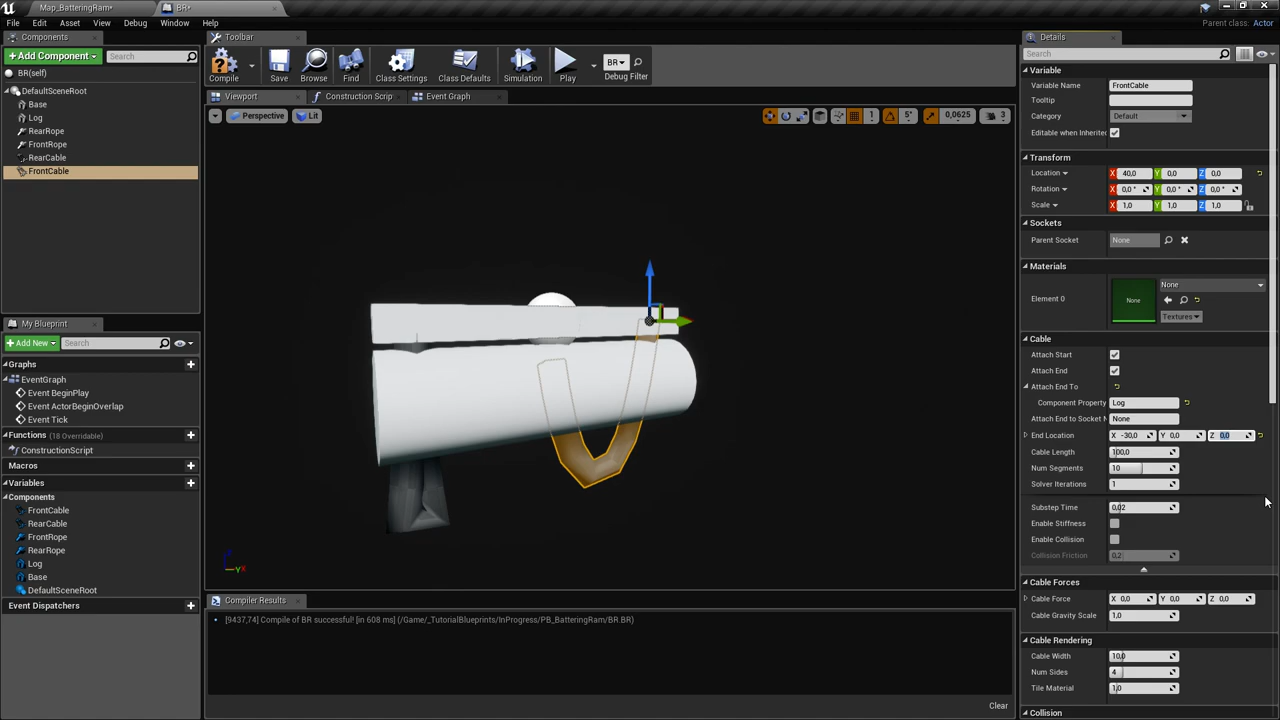 Map_BatteringRam*
BR*
File Edit Asset View Debug Window Help
Parent class: Actor
Components
+ Add Component
Search
BR(self)
DefaultSceneRoot
Base
Log
RearRope
FrontRope
RearCable
FrontCable
My Blueprint
+ Add New
Search
Graphs
EventGraph
Event BeginPlay
Event ActorBeginOverlap
Event Tick
Functions (18 Overridable)
ConstructionScript
Macros
Variables
Components
FrontCable
RearCable
FrontRope
RearRope
Log
Base
DefaultSceneRoot
Event Dispatchers
Toolbar
Compile
Save
Browse
Find
Class Settings
Class Defaults
Simulation
Play
BR
Debug Filter
Viewport
Construction Scrip
Event Graph
Perspective
Lit
1
5°
0,0625
3
Compiler Results
[9437,74] Compile of BR successful! [in 608 ms] (/Game/_TutorialBlueprints/InProgress/PB_BatteringRam/BR.BR)
Clear
Details
Search
Variable
Variable Name FrontCable
Tooltip
Category Default
Editable when Inherited
Transform
Location X 40,0 Y 0,0 Z 0,0
Rotation X 0,0 ° Y 0,0 ° Z 0,0 °
Scale X 1,0 Y 1,0 Z 1,0
Sockets
Parent Socket None
Materials
Element 0 None None
Textures
Cable
Attach Start
Attach End
Attach End To
Component Property Log
Attach End to Socket N None
End Location X -30,0 Y 0,0 Z 0,0
Cable Length 100,0
Num Segments 10
Solver Iterations 1
Substep Time 0,02
Enable Stiffness
Enable Collision
Collision Friction 0,2
Cable Forces
Cable Force X 0,0 Y 0,0 Z 0,0
Cable Gravity Scale 1,0
Cable Rendering
Cable Width 10,0
Num Sides 4
Tile Material 1,0
Collision